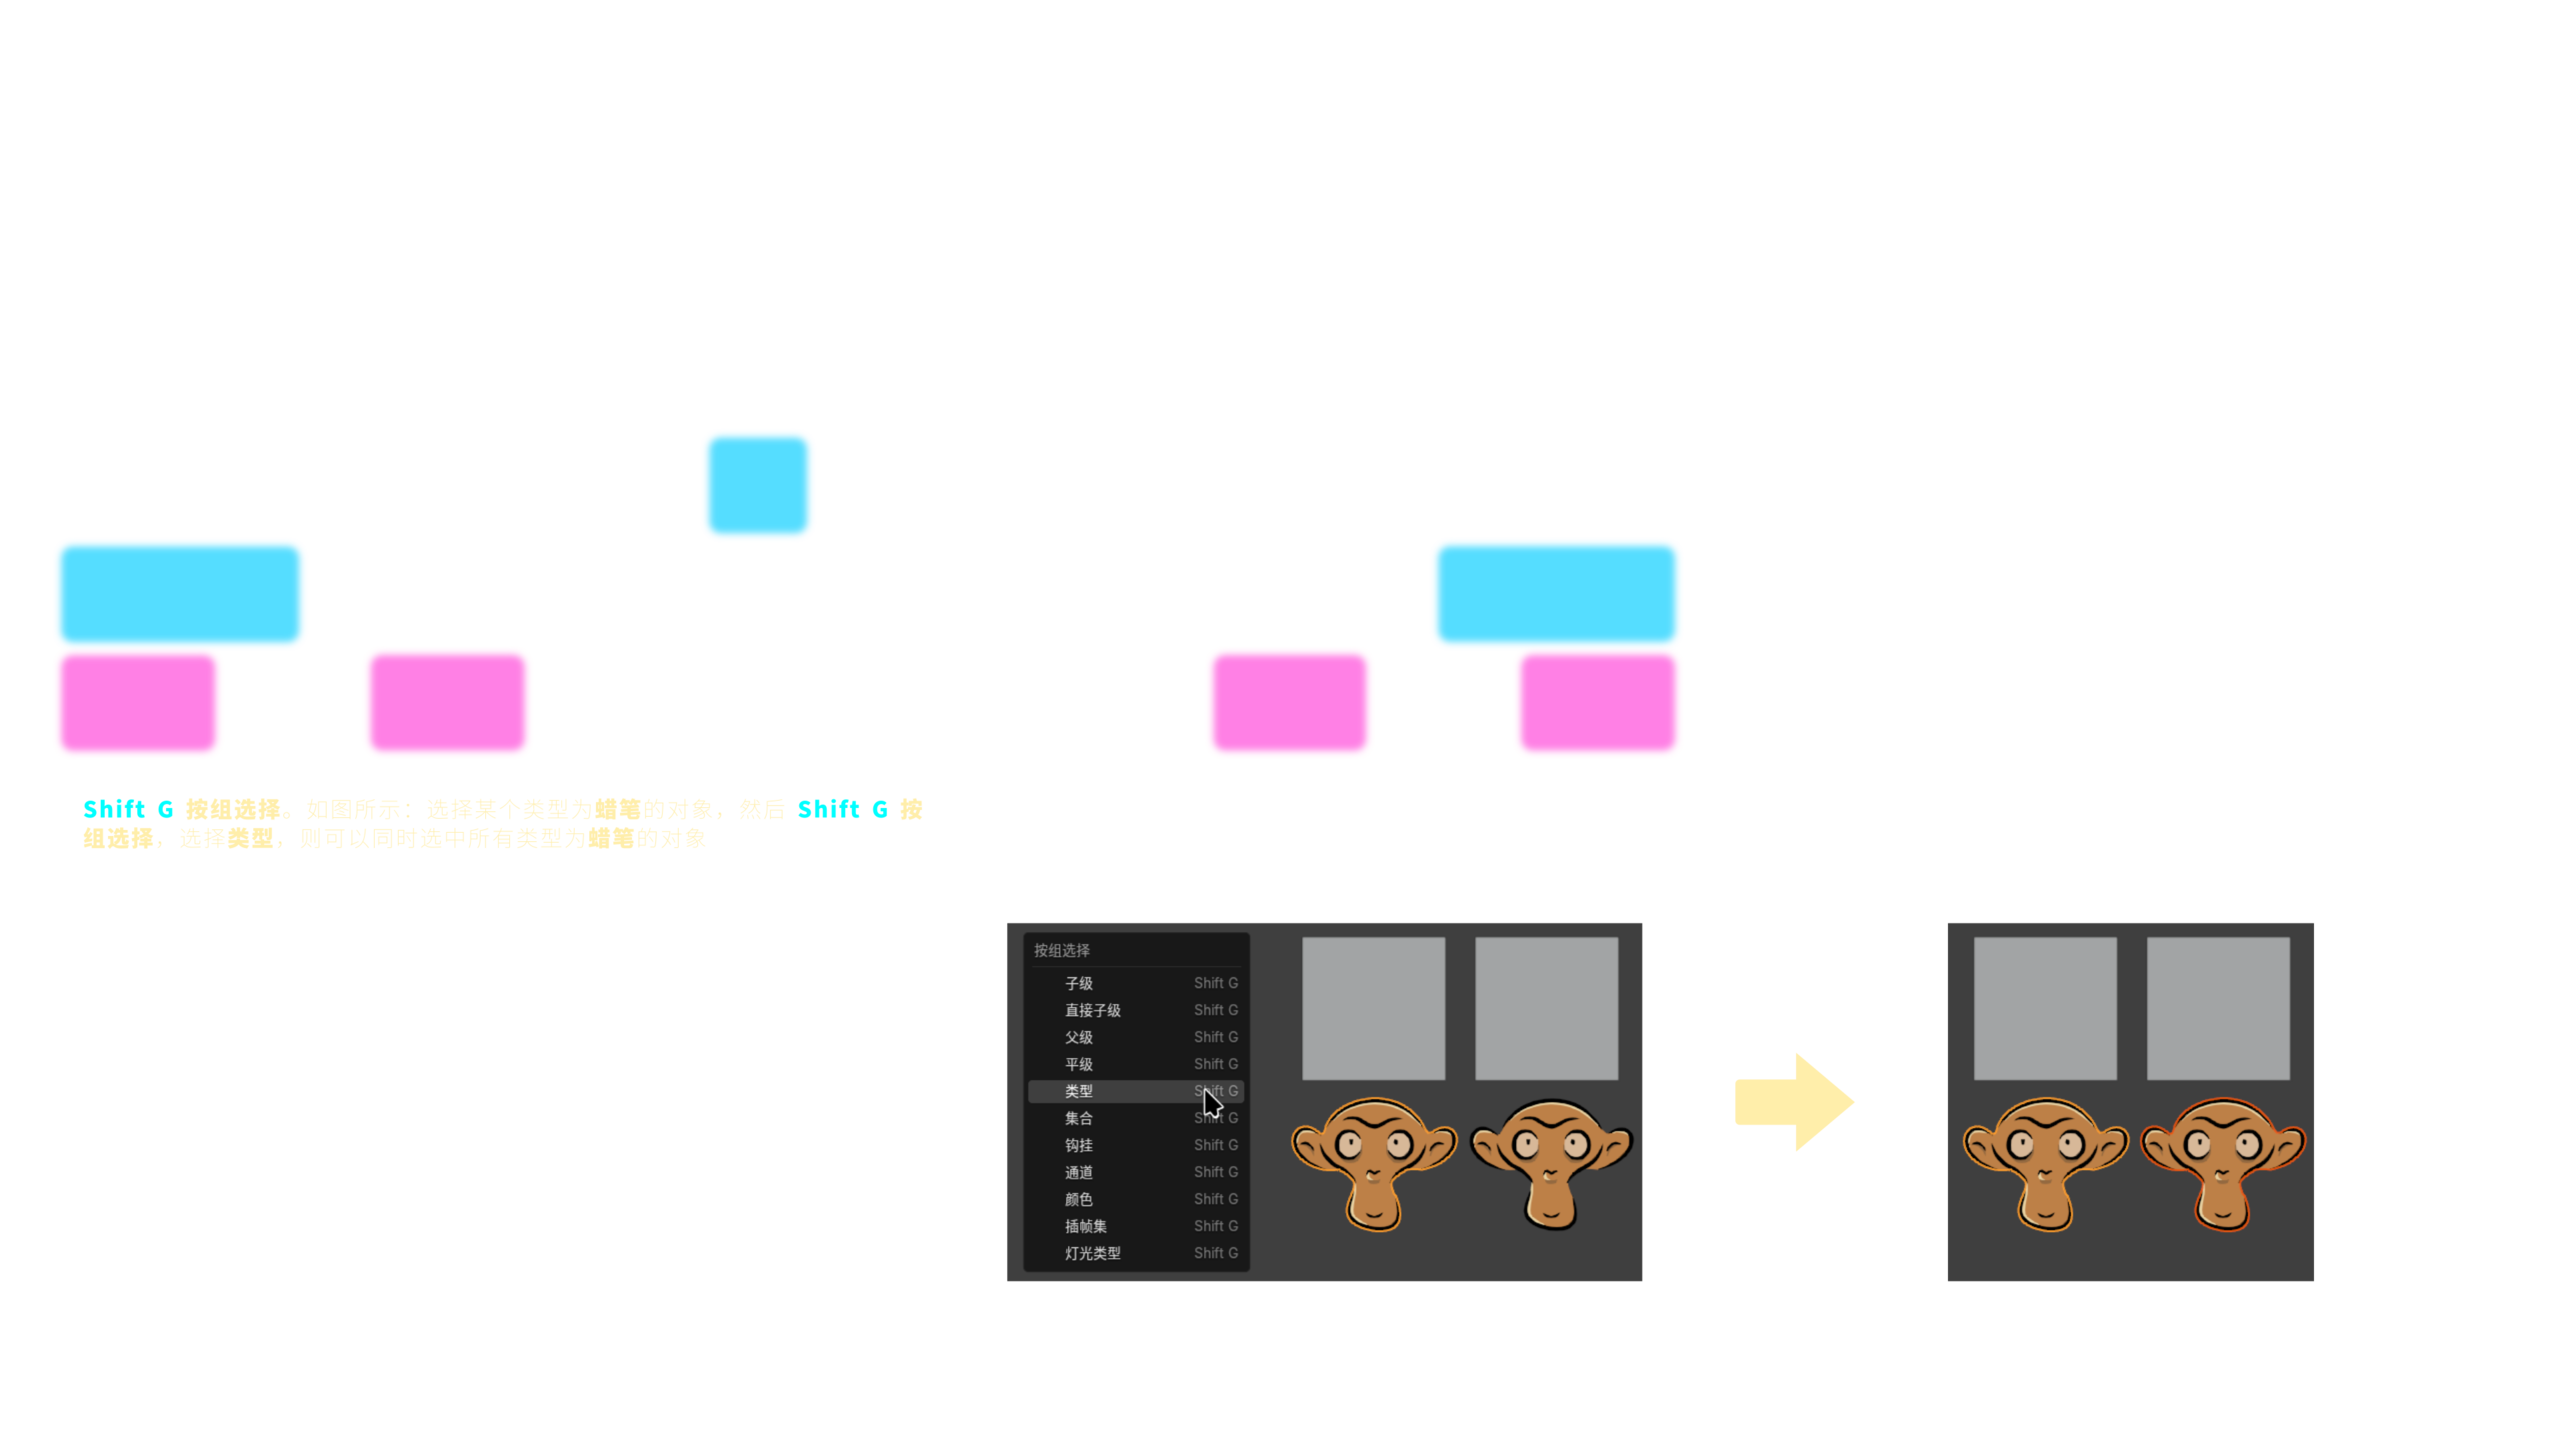 Shift G 按组选择。如图所示：选择某个类型为蜡笔的对象，然后 Shift G 按
组选择，选择类型，则可以同时选中所有类型为蜡笔的对象
按组选择
子级 Shift G
直接子级 Shift G
父级 Shift G
平级 Shift G
类型 Shift G
集合 Shift G
钩挂 Shift G
通道 Shift G
颜色 Shift G
插帧集 Shift G
灯光类型 Shift G